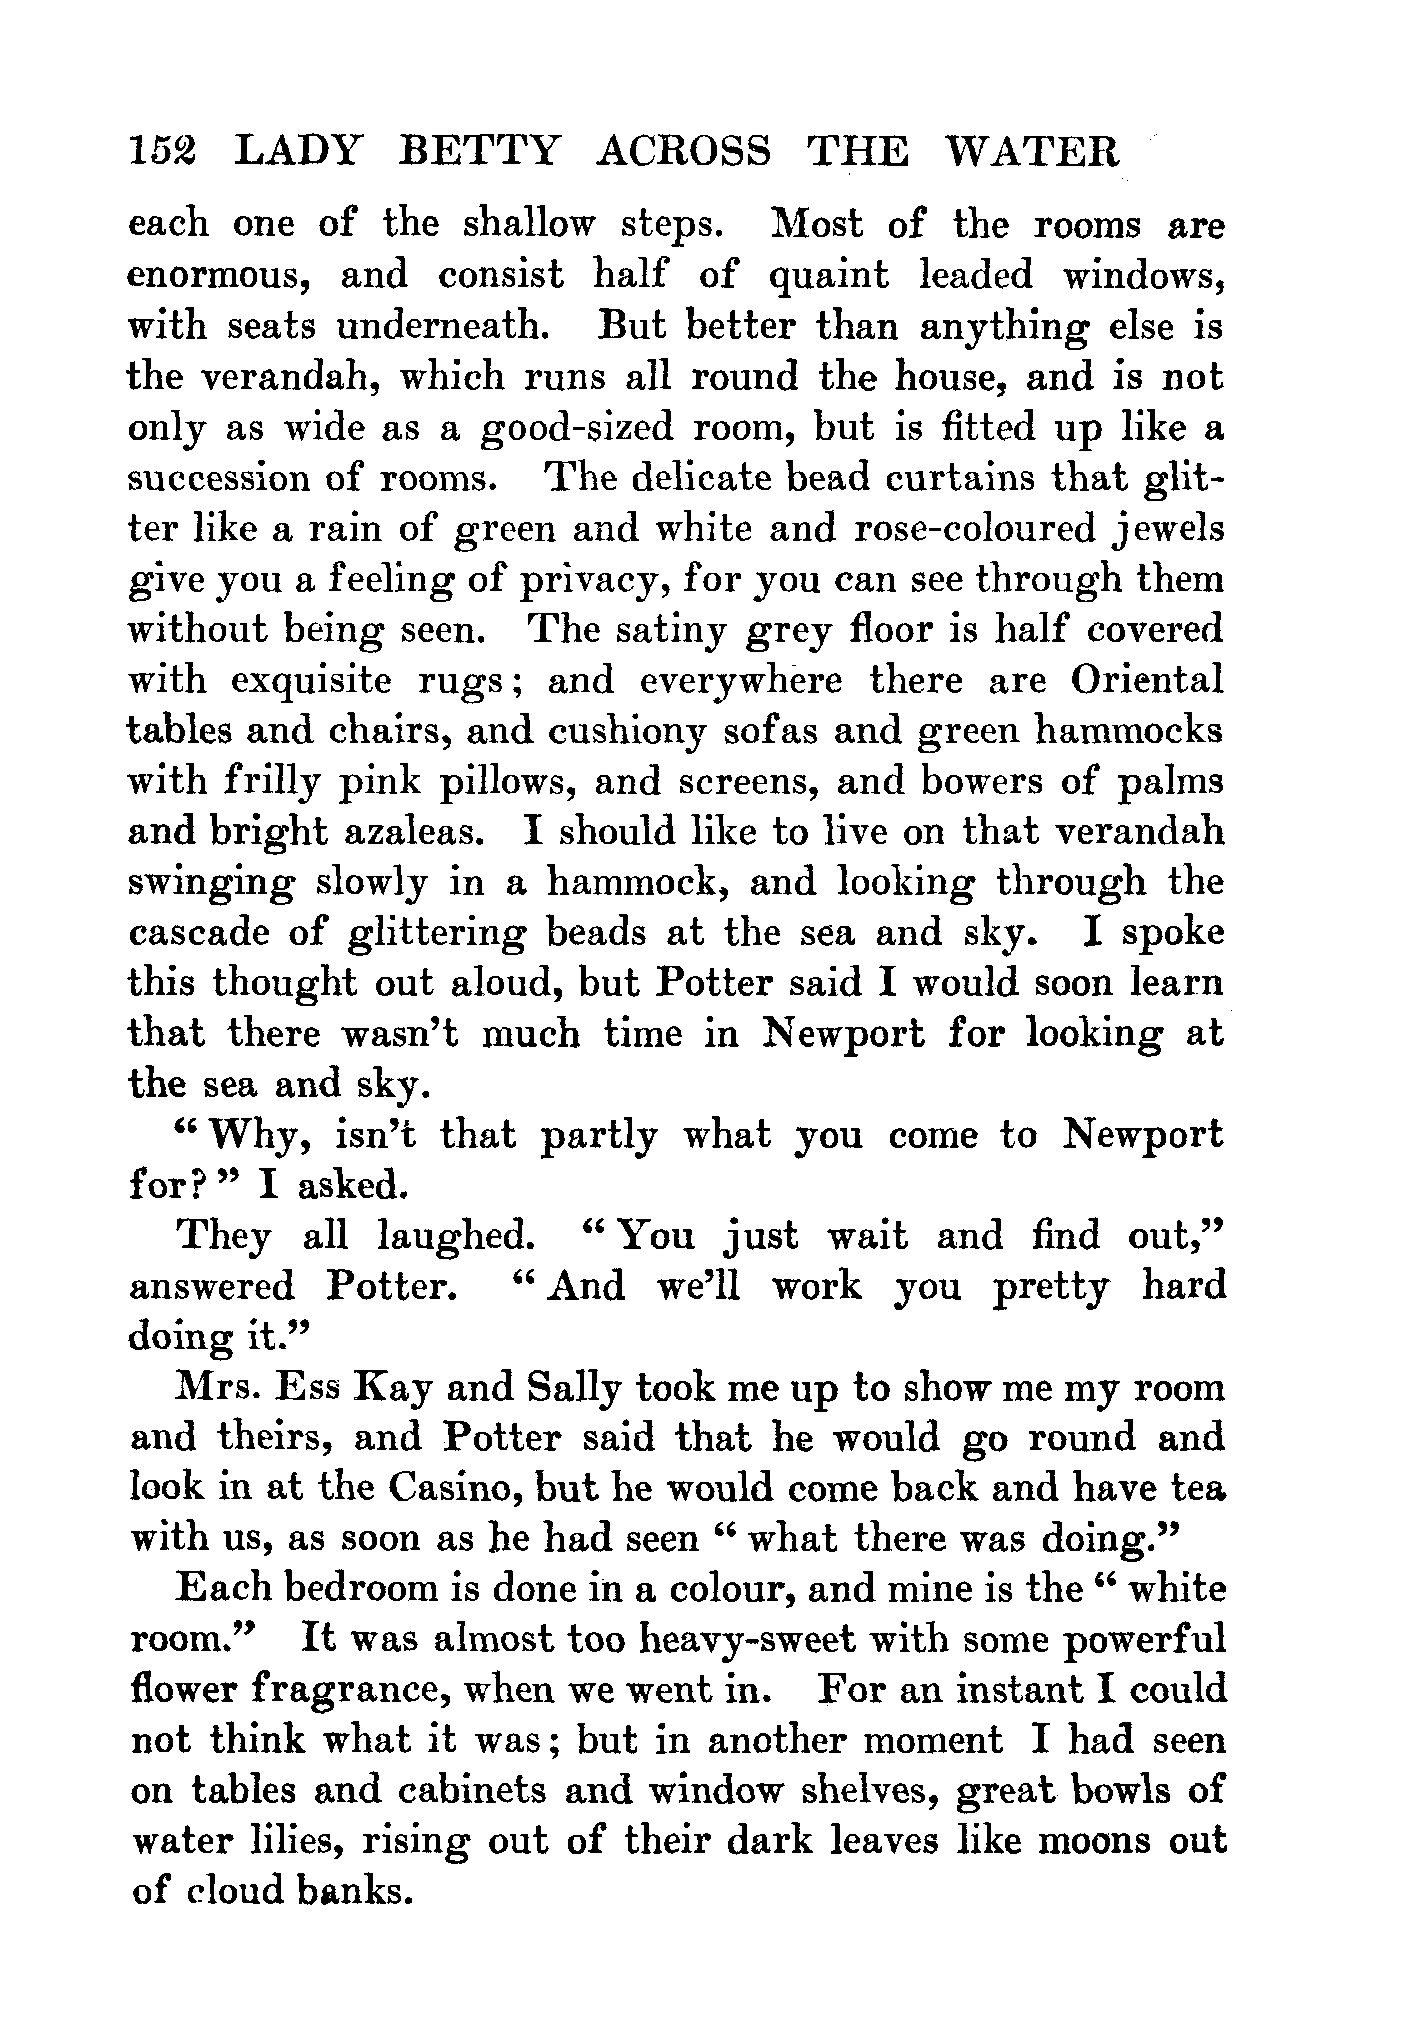 152 LADY BETTY ACROSS THE WATER
each one of the shallow steps. Most of the rooms are
enormous, and consist half of quaint leaded windows,
with seats underneath. But better than anything else is
the verandah, which runs all round the house, and is not
only as wide as a good-sized room, but is fitted up like a
succession of rooms. The delicate bead curtains that glit-
ter like a rain of green and white and rose-coloured jewels
give you a feeling of privacy, for you can see through them
without being seen. The satiny grey floor is half covered
with exquisite rugs; and everywhere there are Oriental
tables and chairs, and cushiony sofas and green hammocks
with frilly pink pillows, and screens, and bowers of palms
and bright azaleas. I should like to live on that verandah
swinging slowly in a hammock, and looking through the
cascade of glittering beads at the sea and sky. I spoke
this thought out aloud, but Potter said I would soon learn
that there wasn't much time in Newport for looking at
the sea and sky.
"Why, isn't that partly what you come to Newport
for?" I asked.
They all laughed. "You just wait and find out,"
answered Potter. "And we'll work you pretty hard
doing it."
Mrs. Ess Kay and Sally took me up to show me my room
and theirs, and Potter said that he would go round and
look in at the Casino, but he would come back and have tea
with us, as soon as he had seen "what there was doing."
Each bedroom is done in a colour, and mine is the "white
room." It was almost too heavy-sweet with some powerful
flower fragrance, when we went in. For an instant I could
not think what it was; but in another moment I had seen
on tables and cabinets and window shelves, great bowls of
water lilies, rising out of their dark leaves like moons out
of cloud banks.